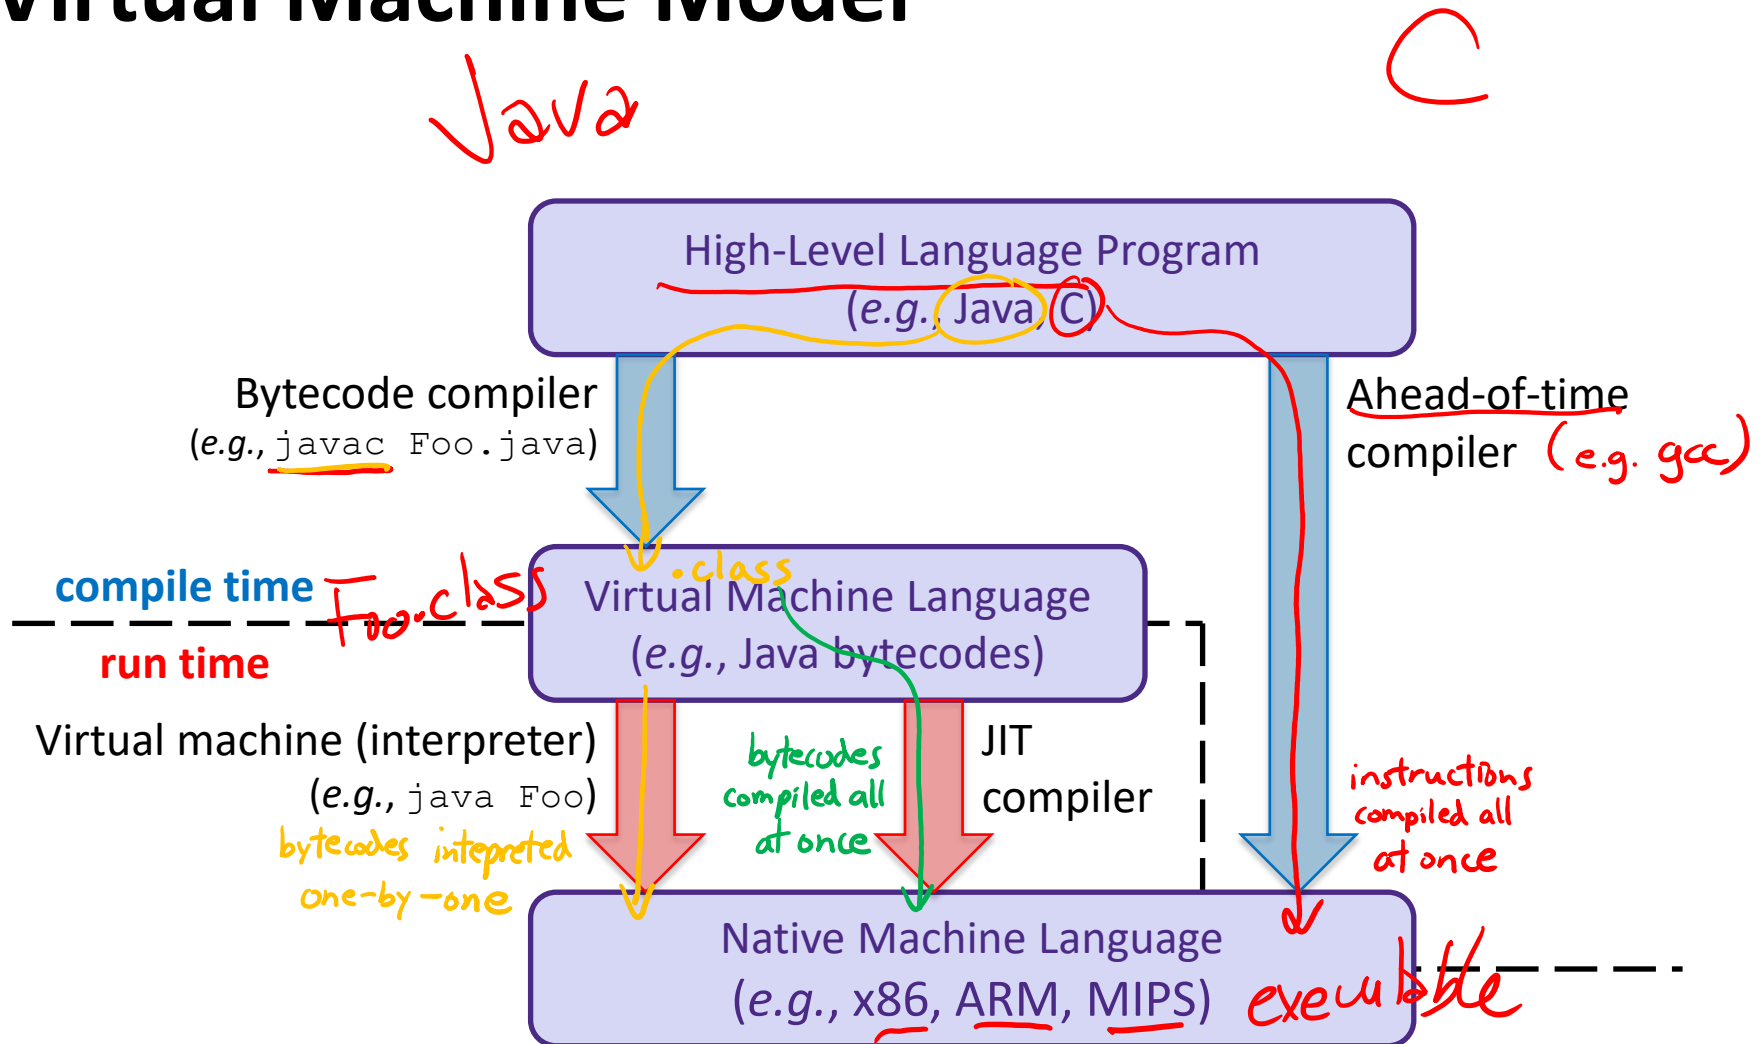 Virtual Machine Model
Java
C
High-Level Language Program
(e.g., Java, C)
Bytecode compiler
(e.g., javac Foo.java)
Ahead-of-time
compiler (e.g. gcc)
compile time
Foo.class
.class
Virtual Machine Language
(e.g., Java bytecodes)
run time
Virtual machine (interpreter)
(e.g., java Foo)
bytecodes intepreted
one-by-one
bytecodes
compiled all
at once
JIT
compiler
instructions
compiled all
at once
Native Machine Language
(e.g., x86, ARM, MIPS)
executable